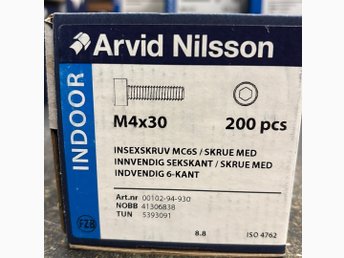 Arvid Nilsson
INDOOR
M4x30
200 pcs
INSEXSKRUV MC6S / SKRUE MED
INNVENDIG SEKSKANT / SKRUE MED
INDVENDIG 6-KANT
Art.nr 00102-94-930
NOBB 41306838
TUN 5393091
FZB
8.8
ISO 4762